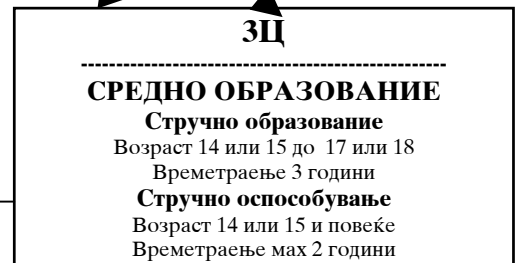 3Ц
------------------------------------------------------
СРЕДНО ОБРАЗОВАНИЕ
Стручно образование
Возраст 14 или 15 до 17 или 18
Времетраење 3 години
Стручно оспособување
Возраст 14 или 15 и повеќе
Времетраење мах 2 години